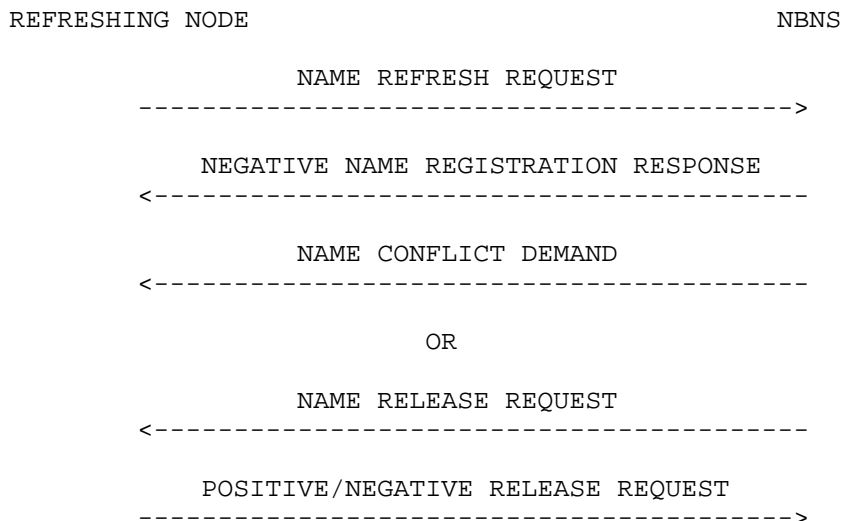 REFRESHING NODE NBNS
NAME REFRESH REQUEST
---------------------------------------->
NEGATIVE NAME REGISTRATION RESPONSE
<----------------------------------------
NAME CONFLICT DEMAND
<----------------------------------------
OR
NAME RELEASE REQUEST
<----------------------------------------
POSITIVE/NEGATIVE RELEASE REQUEST
---------------------------------------->